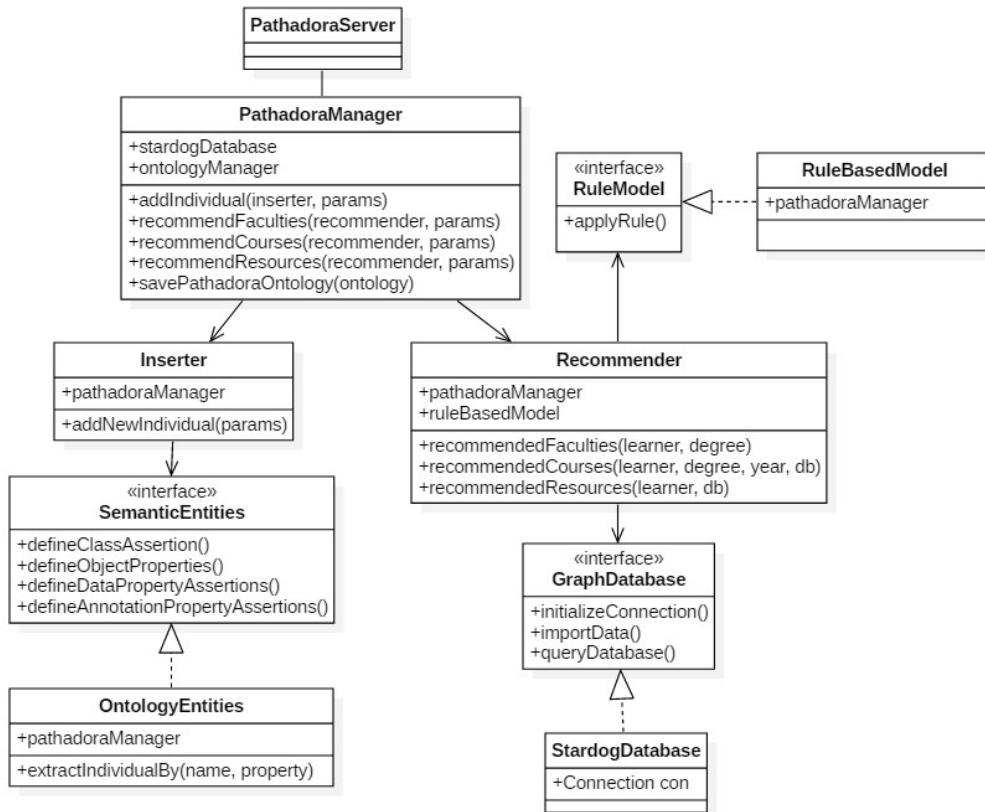 PathadoraServer
PathadoraManager
+stardogDatabase
+ontologyManager
+addIndividual(inserter, params)
+recommendFaculties(recommender, params)
+recommendCourses(recommender, params)
+recommendResources(recommender, params)
+savePathadoraOntology(ontology)
«interface»
RuleModel
+applyRule()
RuleBasedModel
+pathadoraManager
Inserter
+pathadoraManager
+addNewIndividual(params)
Recommender
+pathadoraManager
+ruleBasedModel
+recommendedFaculties(learner, degree)
+recommendedCourses(learner, degree, year, db)
+recommendedResources(learner, db)
«interface»
SemanticEntities
+defineClassAssertion()
+defineObjectProperties()
+defineDataPropertyAssertions()
+defineAnnotationPropertyAssertions()
«interface»
GraphDatabase
+initializeConnection()
+importData()
+queryDatabase()
OntologyEntities
+pathadoraManager
+extractIndividualBy(name, property)
StardogDatabase
+Connection con